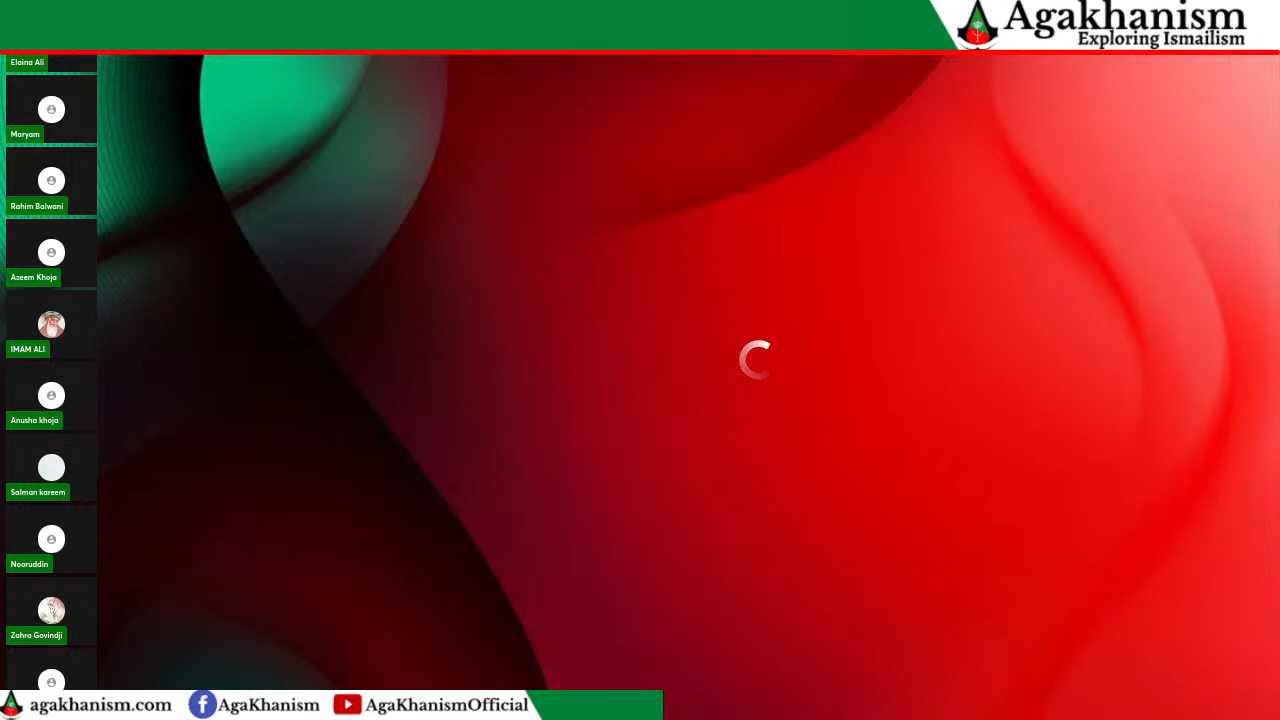 Agakhanism
Exploring Ismailism
Elaina Ali
Maryam
Rahim Balwani
Azeem Khoja
IMAM ALI
Anusha khoja
Salman kareem
Nooruddin
Zahra Govindji
agakhanism.com
AgaKhanism
AgaKhanismOfficial